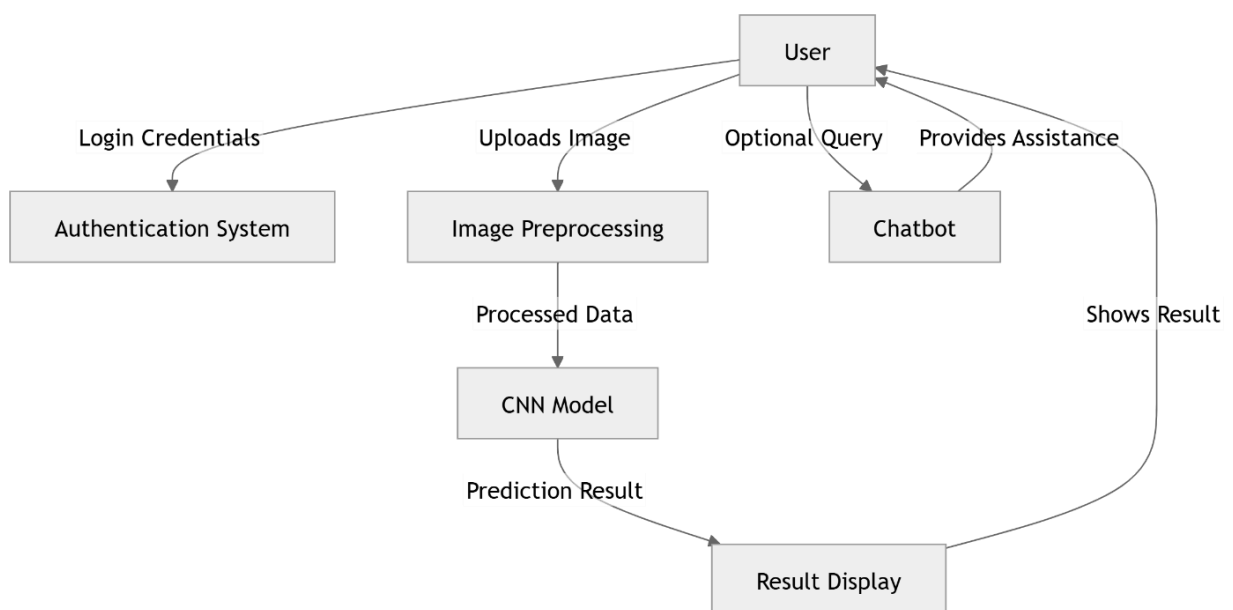 User
Login Credentials
Uploads Image
Optional Query
Provides Assistance
Authentication System
Image Preprocessing
Chatbot
Processed Data
Shows Result
CNN Model
Prediction Result
Result Display